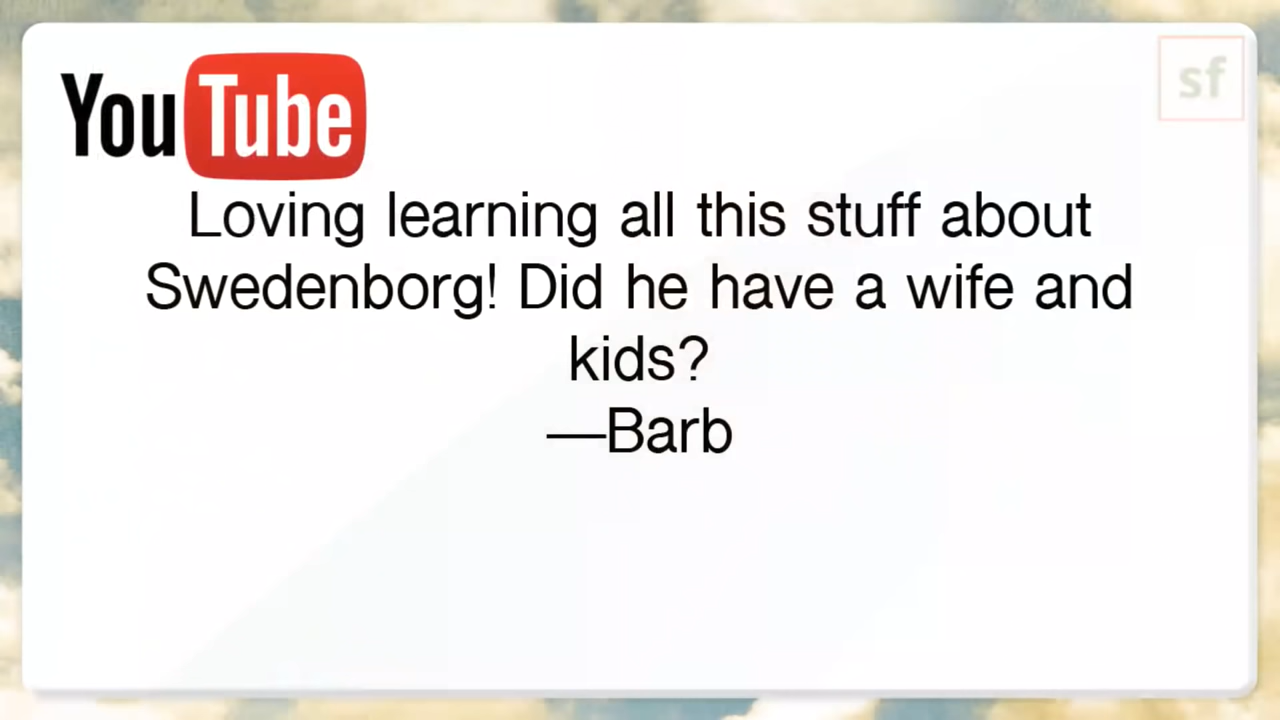 YouTube
sf
Loving learning all this stuff about
Swedenborg! Did he have a wife and
kids?
—Barb